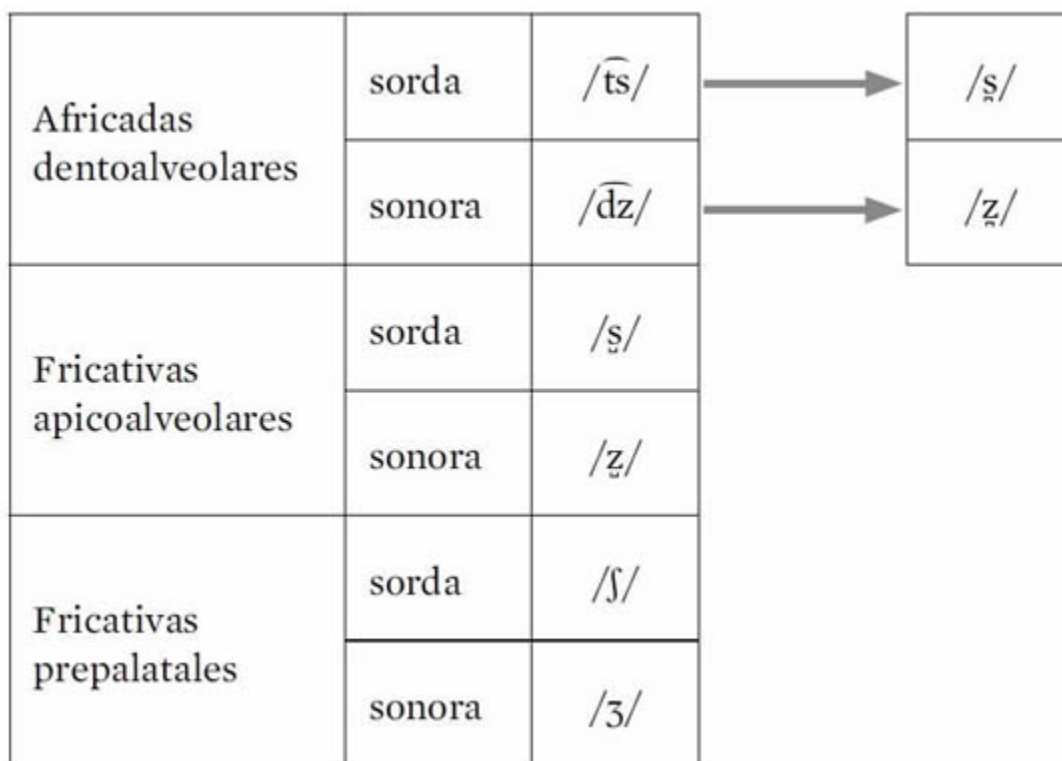 Africadas
dentoalveolares
sorda
/t͡s/
/s̪/
sonora
/d͡z/
/z̪/
Fricativas
apicoalveolares
sorda
/s̺/
sonora
/z̺/
Fricativas
prepalatales
sorda
/ʃ/
sonora
/ʒ/